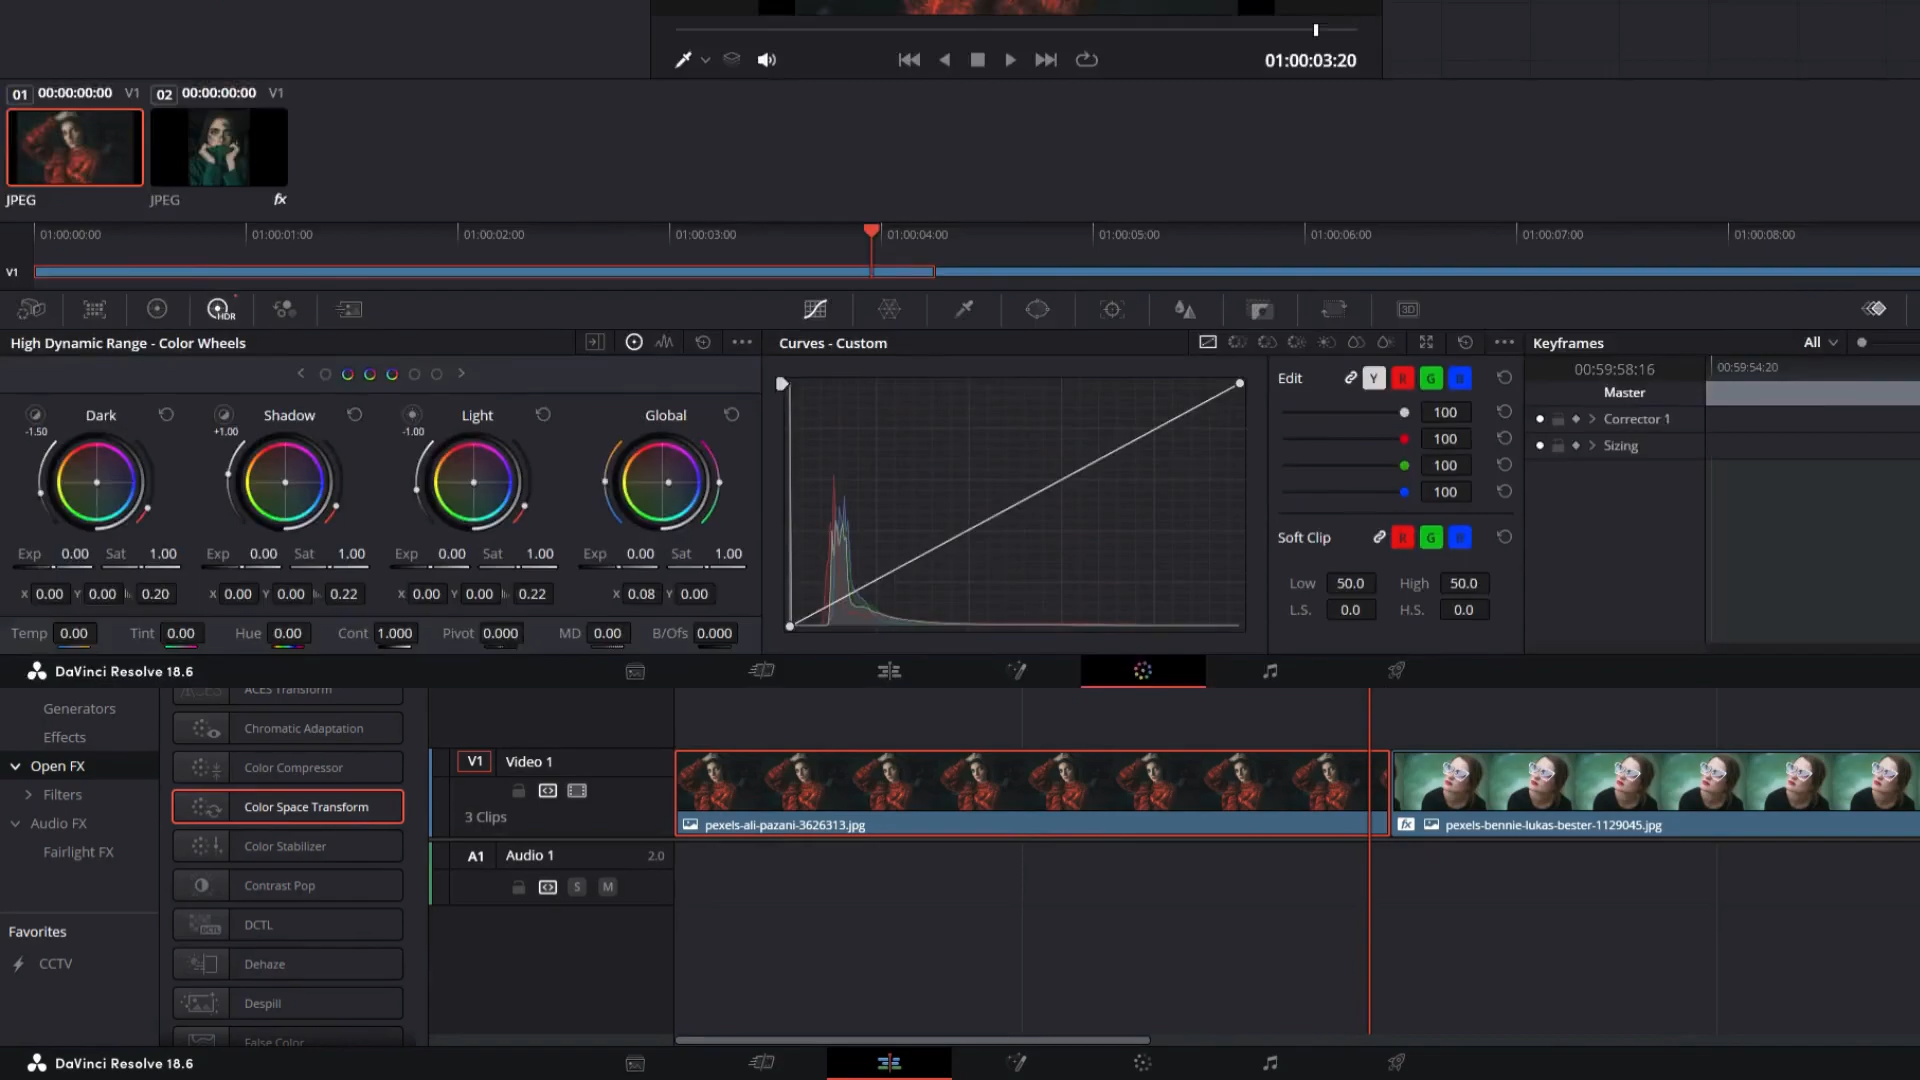 01:00:03:20
01 00:00:00:00 V1 02 00:00:00:00 V1
JPEG JPEG fx
01:00:00:00 01:00:01:00 01:00:02:00 01:00:03:00 01:00:04:00 01:00:05:00 01:00:06:00 01:00:07:00 01:00:08:00
V1
HDR 3D
High Dynamic Range - Color Wheels
Curves - Custom
Keyframes
All
00:59:58:16 00:59:54:20
Master
Corrector 1
Sizing
Dark Shadow Light Global
-1.50 +1.00 -1.00
Exp 0.00 Sat 1.00 Exp 0.00 Sat 1.00 Exp 0.00 Sat 1.00 Exp 0.00 Sat 1.00
X 0.00 Y 0.00 0.20 X 0.00 Y 0.00 0.22 X 0.00 Y 0.00 0.22 X 0.08 Y 0.00
Temp 0.00 Tint 0.00 Hue 0.00 Cont 1.000 Pivot 0.000 MD 0.00 B/Ofs 0.000
Edit Y R G B
100
100
100
100
Soft Clip R G B
Low 50.0 High 50.0
L.S. 0.0 H.S. 0.0
DaVinci Resolve 18.6
Generators
Effects
Open FX
Filters
Audio FX
Fairlight FX
Favorites
CCTV
ACES Transform
Chromatic Adaptation
Color Compressor
Color Space Transform
Color Stabilizer
Contrast Pop
DCTL
Dehaze
Despill
False Color
V1 Video 1
3 Clips
A1 Audio 1 2.0
S M
pexels-ali-pazani-3626313.jpg
fx pexels-bennie-lukas-bester-1129045.jpg
DaVinci Resolve 18.6